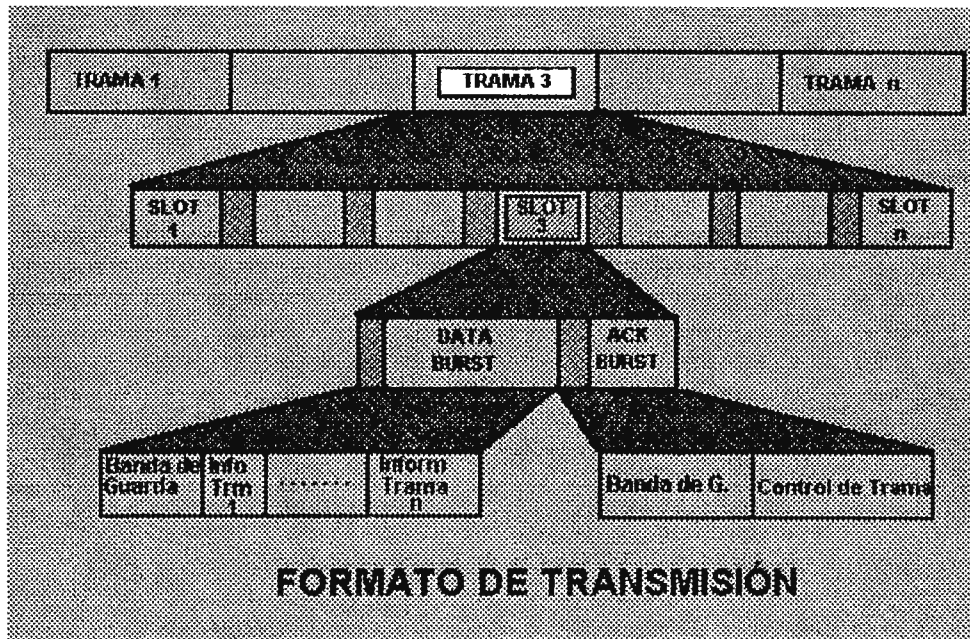 TRAMA 1
TRAMA 3
TRAMA n
SLOT
1
SLOT
3
SLOT
n
DATA
BURST
ACK
BURST
Banda de
Guarda
Info
Trm
1
.......
Inform
Trama
n
Banda de G.
Control de Trama
FORMATO DE TRANSMISIÓN